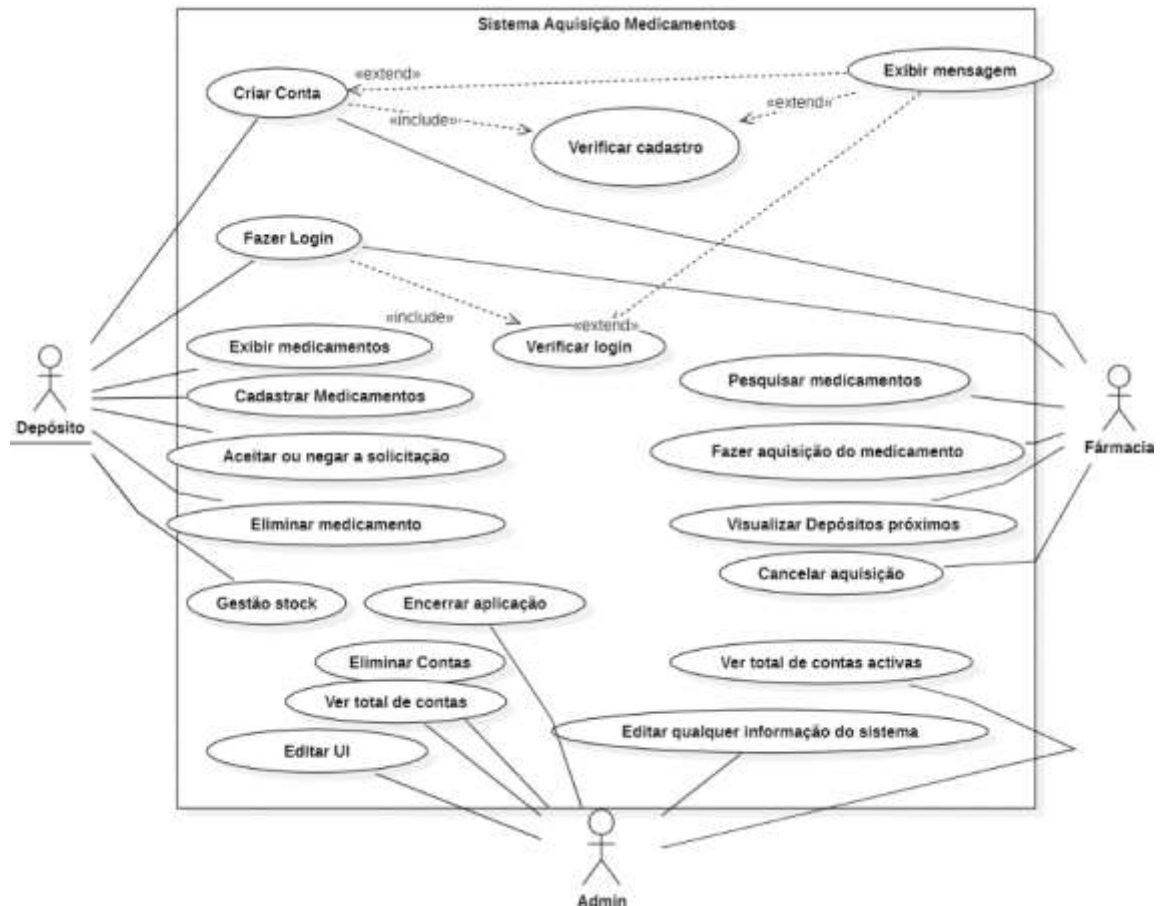 Sistema Aquisição Medicamentos
«extend»
Exibir mensagem
Criar Conta
«extend»
«include»
Verificar cadastro
Fazer Login
«include»
«extend»
Exibir medicamentos
Verificar login
Pesquisar medicamentos
Cadastrar Medicamentos
Depósito
Aceitar ou negar a solicitação
Fazer aquisição do medicamento
Fármacia
Eliminar medicamento
Visualizar Depósitos próximos
Cancelar aquisição
Gestão stock
Encerrar aplicação
Eliminar Contas
Ver total de contas activas
Ver total de contas
Editar qualquer informação do sistema
Editar UI
Admin